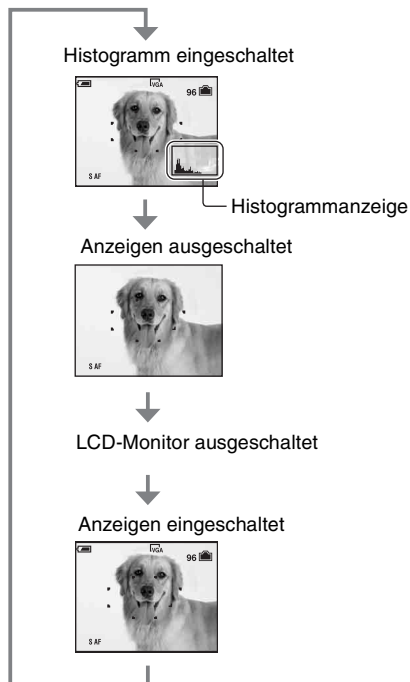 Histogramm eingeschaltet
VGA
96
S AF
Histogrammanzeige
Anzeigen ausgeschaltet
S AF
LCD-Monitor ausgeschaltet
Anzeigen eingeschaltet
VGA
96
S AF